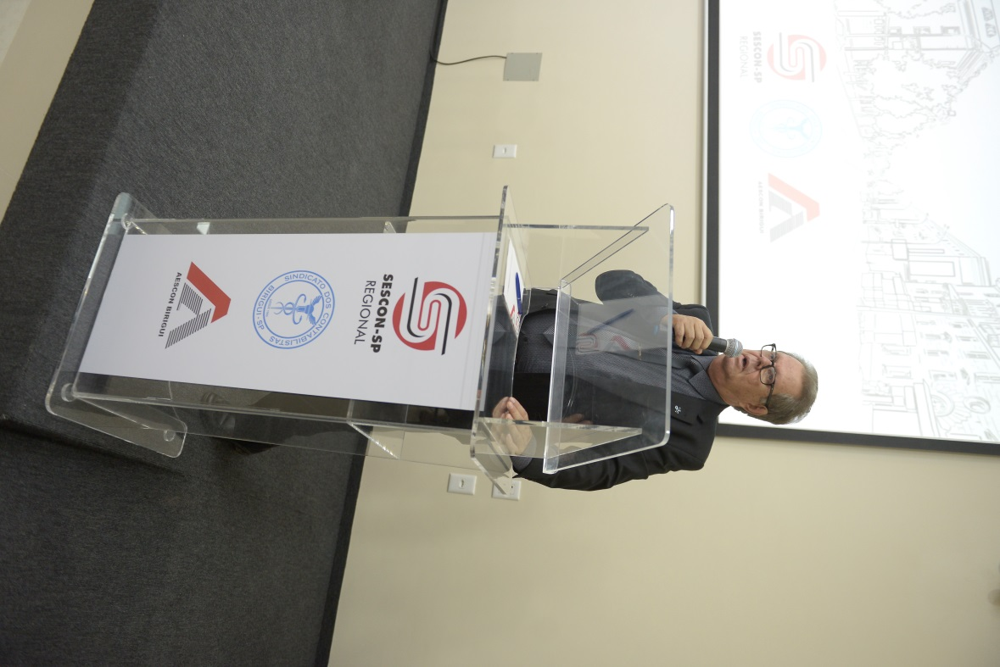 SESCON-SP
REGIONAL
SINDICATO DOS CONTABILISTAS
BIRIGUI-SP
AESCON BIRIGUI
SESCON-SP
REGIONAL
AESCON BIRIGUI